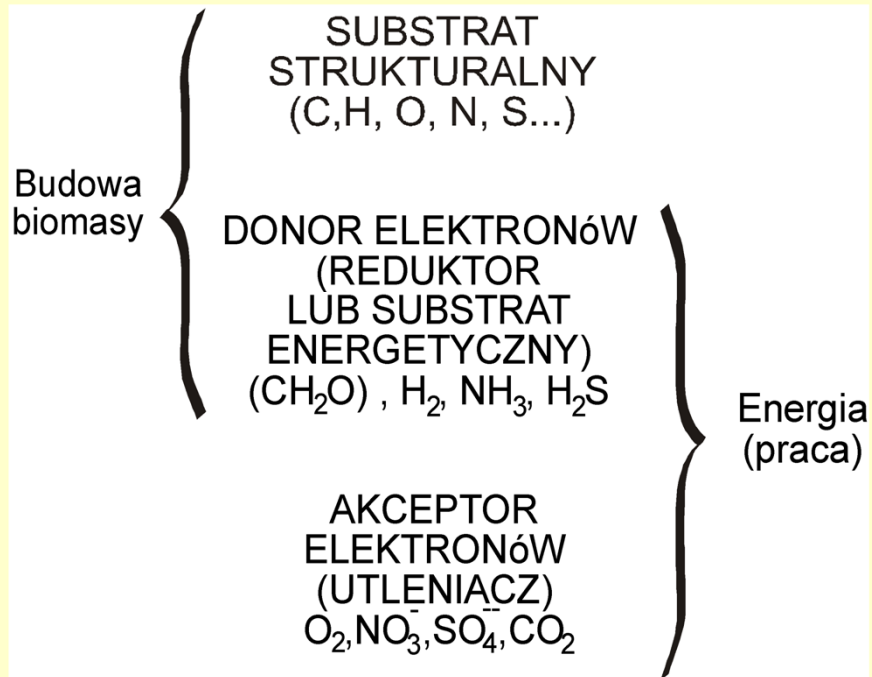 SUBSTRAT
STRUKTURALNY
(C,H, O, N, S...)
Budowa
biomasy
DONOR ELEKTRONóW
(REDUKTOR
LUB SUBSTRAT
ENERGETYCZNY)
(CH₂O) , H₂, NH₃, H₂S
Energia
(praca)
AKCEPTOR
ELEKTRONóW
(UTLENIACZ)
O₂,NO₃⁻,SO₄⁻⁻,CO₂